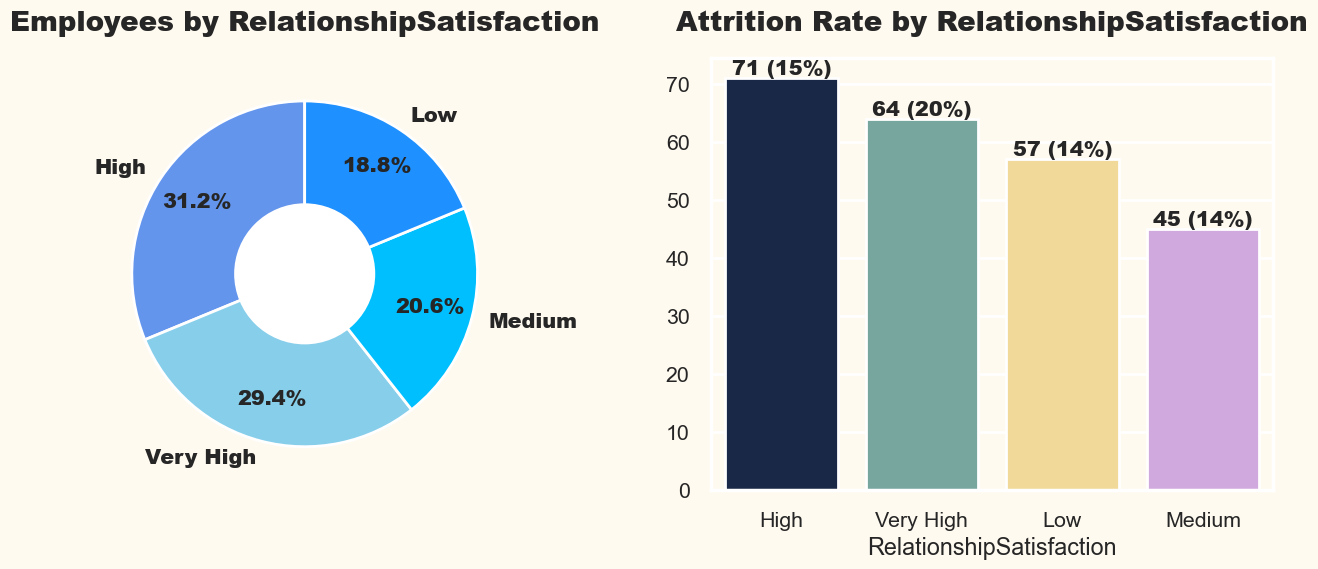 Employees by RelationshipSatisfaction
Low
18.8%
High
31.2%
20.6%
Medium
29.4%
Very High
Attrition Rate by RelationshipSatisfaction
71 (15%)
64 (20%)
57 (14%)
45 (14%)
70
60
50
40
30
20
10
0
High Very High Low Medium
RelationshipSatisfaction